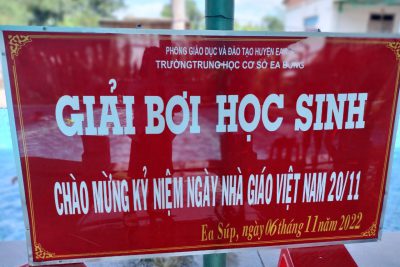 PHÒNG GIÁO DỤC VÀ ĐÀO TẠO HUYỆN EA
TRƯỜNG TRUNG HỌC CƠ SỞ EA BUNG
GIẢI BƠI HỌC SINH
CHÀO MỪNG KỶ NIỆM NGÀY NHÀ GIÁO VIỆT NAM 20/11
Ea Súp, ngày 06 tháng 11 năm 2022